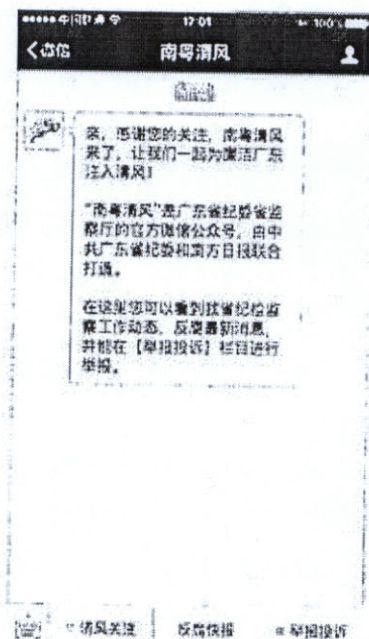 中国移动 17:01 100%
微信 南粤清风
亲，感谢您的关注，南粤清风
来了，让我们一起为廉洁广东
注入清风！
“南粤清风”是广东省纪委省监
察厅的官方微信公众号，由中
共广东省纪委和南方日报联合
打造。
在这里您可以看到我省纪检监
察工作动态、反腐最新消息，
并能在【举报投诉】栏目进行
举报。
清风关注 反腐快报 举报投诉